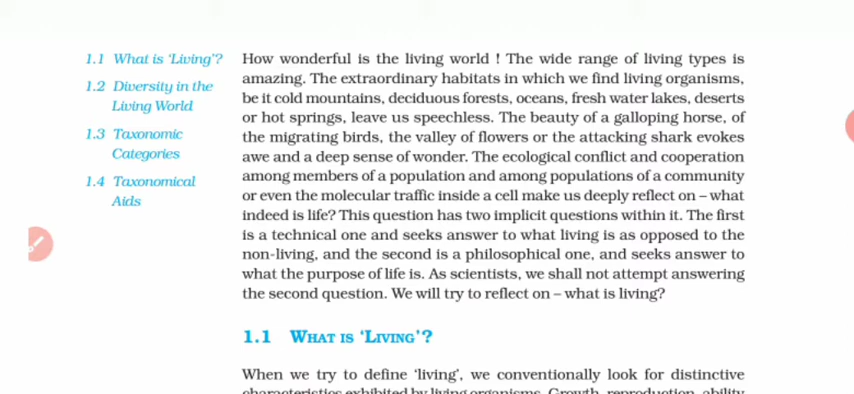 1.1 What is ‘Living’?
1.2 Diversity in the
Living World
1.3 Taxonomic
Categories
1.4 Taxonomical
Aids
How wonderful is the living world ! The wide range of living types is
amazing. The extraordinary habitats in which we find living organisms,
be it cold mountains, deciduous forests, oceans, fresh water lakes, deserts
or hot springs, leave us speechless. The beauty of a galloping horse, of
the migrating birds, the valley of flowers or the attacking shark evokes
awe and a deep sense of wonder. The ecological conflict and cooperation
among members of a population and among populations of a community
or even the molecular traffic inside a cell make us deeply reflect on – what
indeed is life? This question has two implicit questions within it. The first
is a technical one and seeks answer to what living is as opposed to the
non-living, and the second is a philosophical one, and seeks answer to
what the purpose of life is. As scientists, we shall not attempt answering
the second question. We will try to reflect on – what is living?
1.1 What is ‘Living’?
When we try to define ‘living’, we conventionally look for distinctive
characteristics exhibited by living organisms. Growth, reproduction, ability